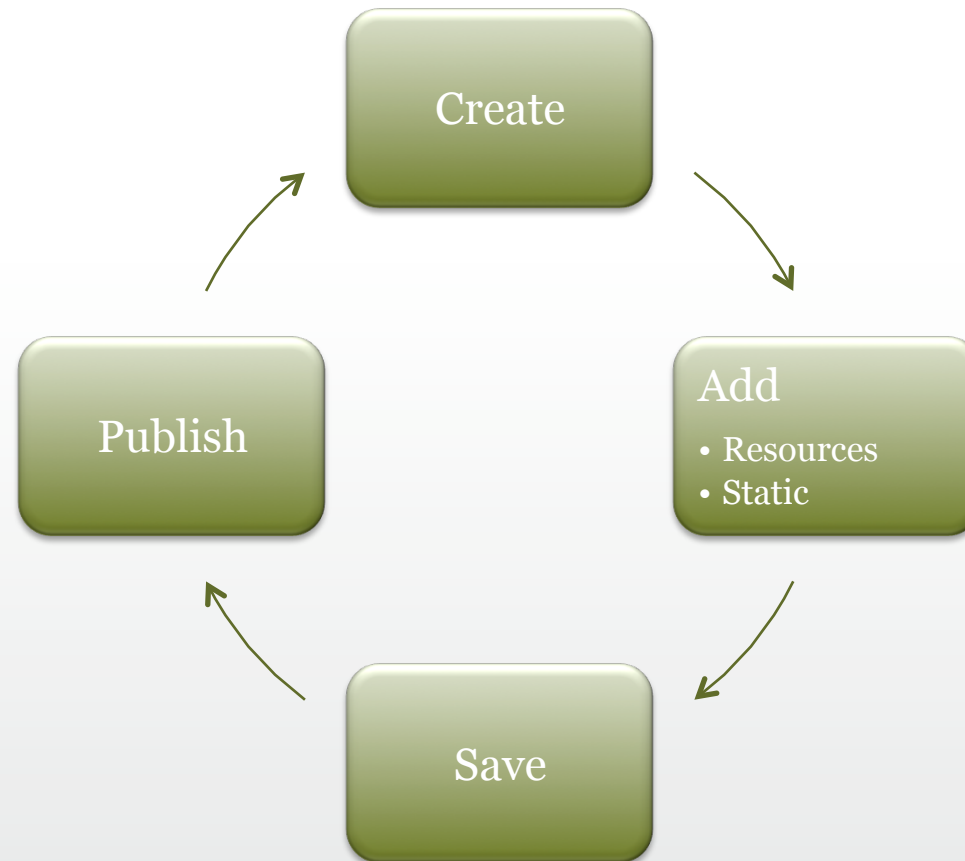 Create
Add
• Resources
• Static
Save
Publish